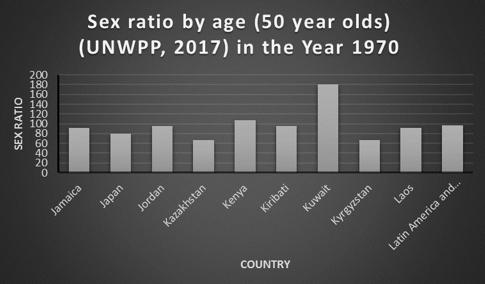 Sex ratio by age (50 year olds)
(UNWPP, 2017) in the Year 1970
SEX RATIO
200
180
160
140
120
100
80
60
40
20
0
Jamaica
Japan
Jordan
Kazakhstan
Kenya
Kiribati
Kuwait
Kyrgyzstan
Laos
Latin America and...
COUNTRY